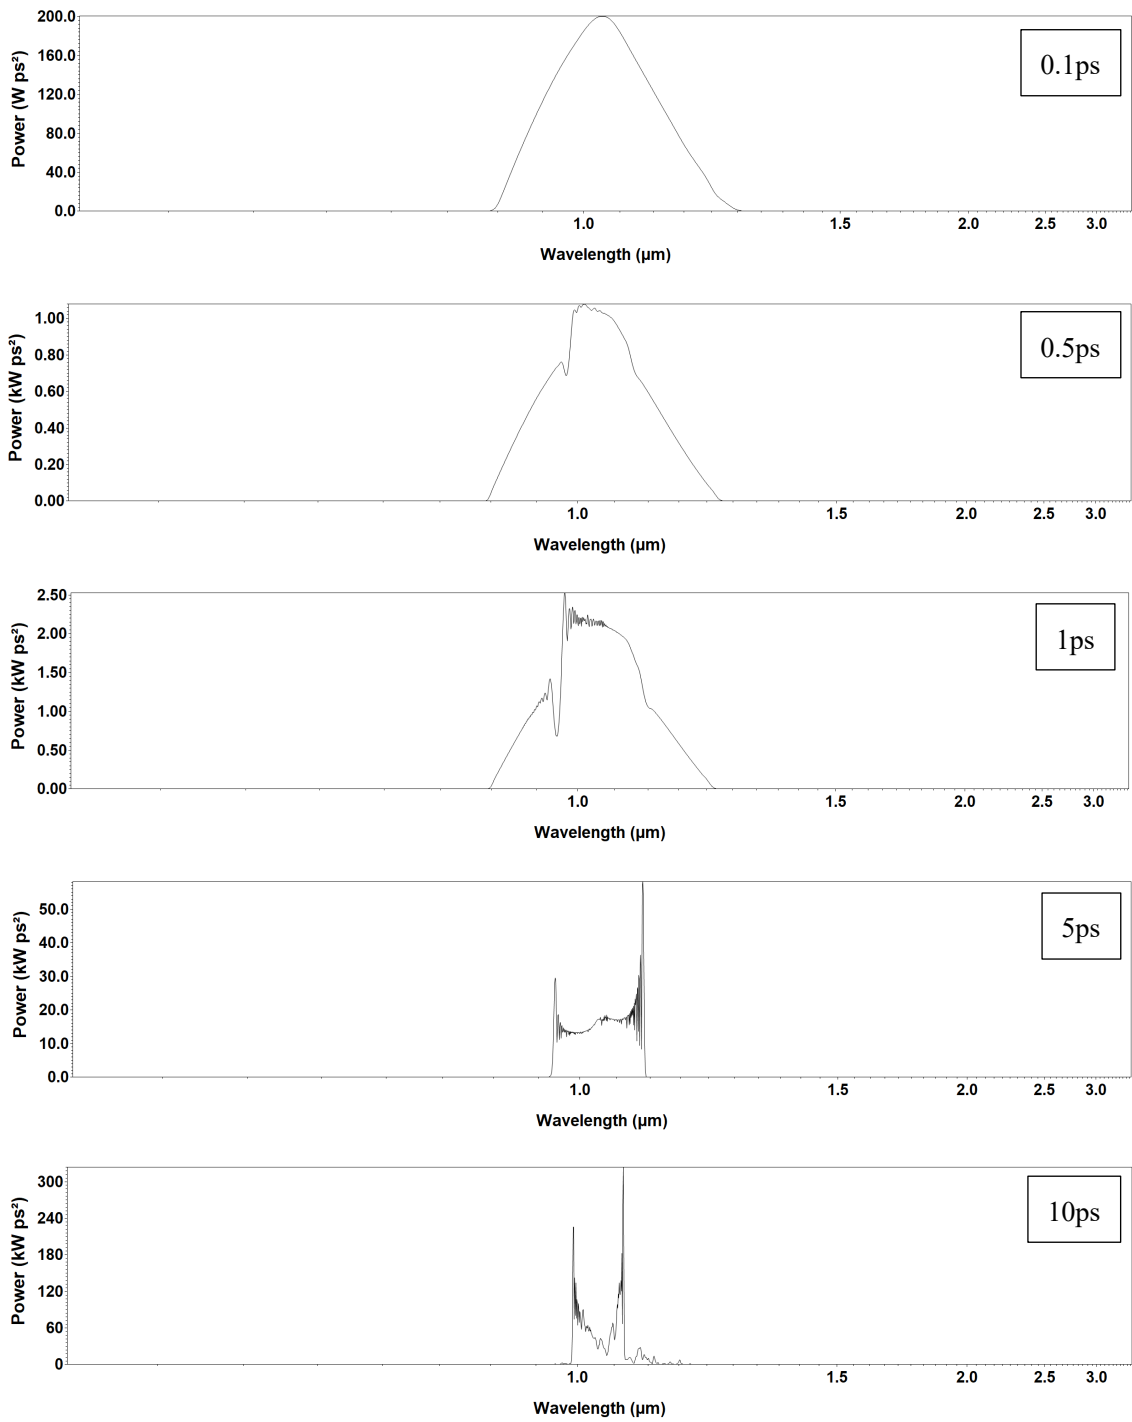 200.0
160.0
120.0
80.0
40.0
0.0
Power (W ps²)
0.1ps
1.0 1.5 2.0 2.5 3.0
Wavelength (µm)
1.00
0.80
0.60
0.40
0.20
0.00
Power (kW ps²)
0.5ps
1.0 1.5 2.0 2.5 3.0
Wavelength (µm)
2.50
2.00
1.50
1.00
0.50
0.00
Power (kW ps²)
1ps
1.0 1.5 2.0 2.5 3.0
Wavelength (µm)
50.0
40.0
30.0
20.0
10.0
0.0
Power (kW ps²)
5ps
1.0 1.5 2.0 2.5 3.0
Wavelength (µm)
300
240
180
120
60
0
Power (kW ps²)
10ps
1.0 1.5 2.0 2.5 3.0
Wavelength (µm)